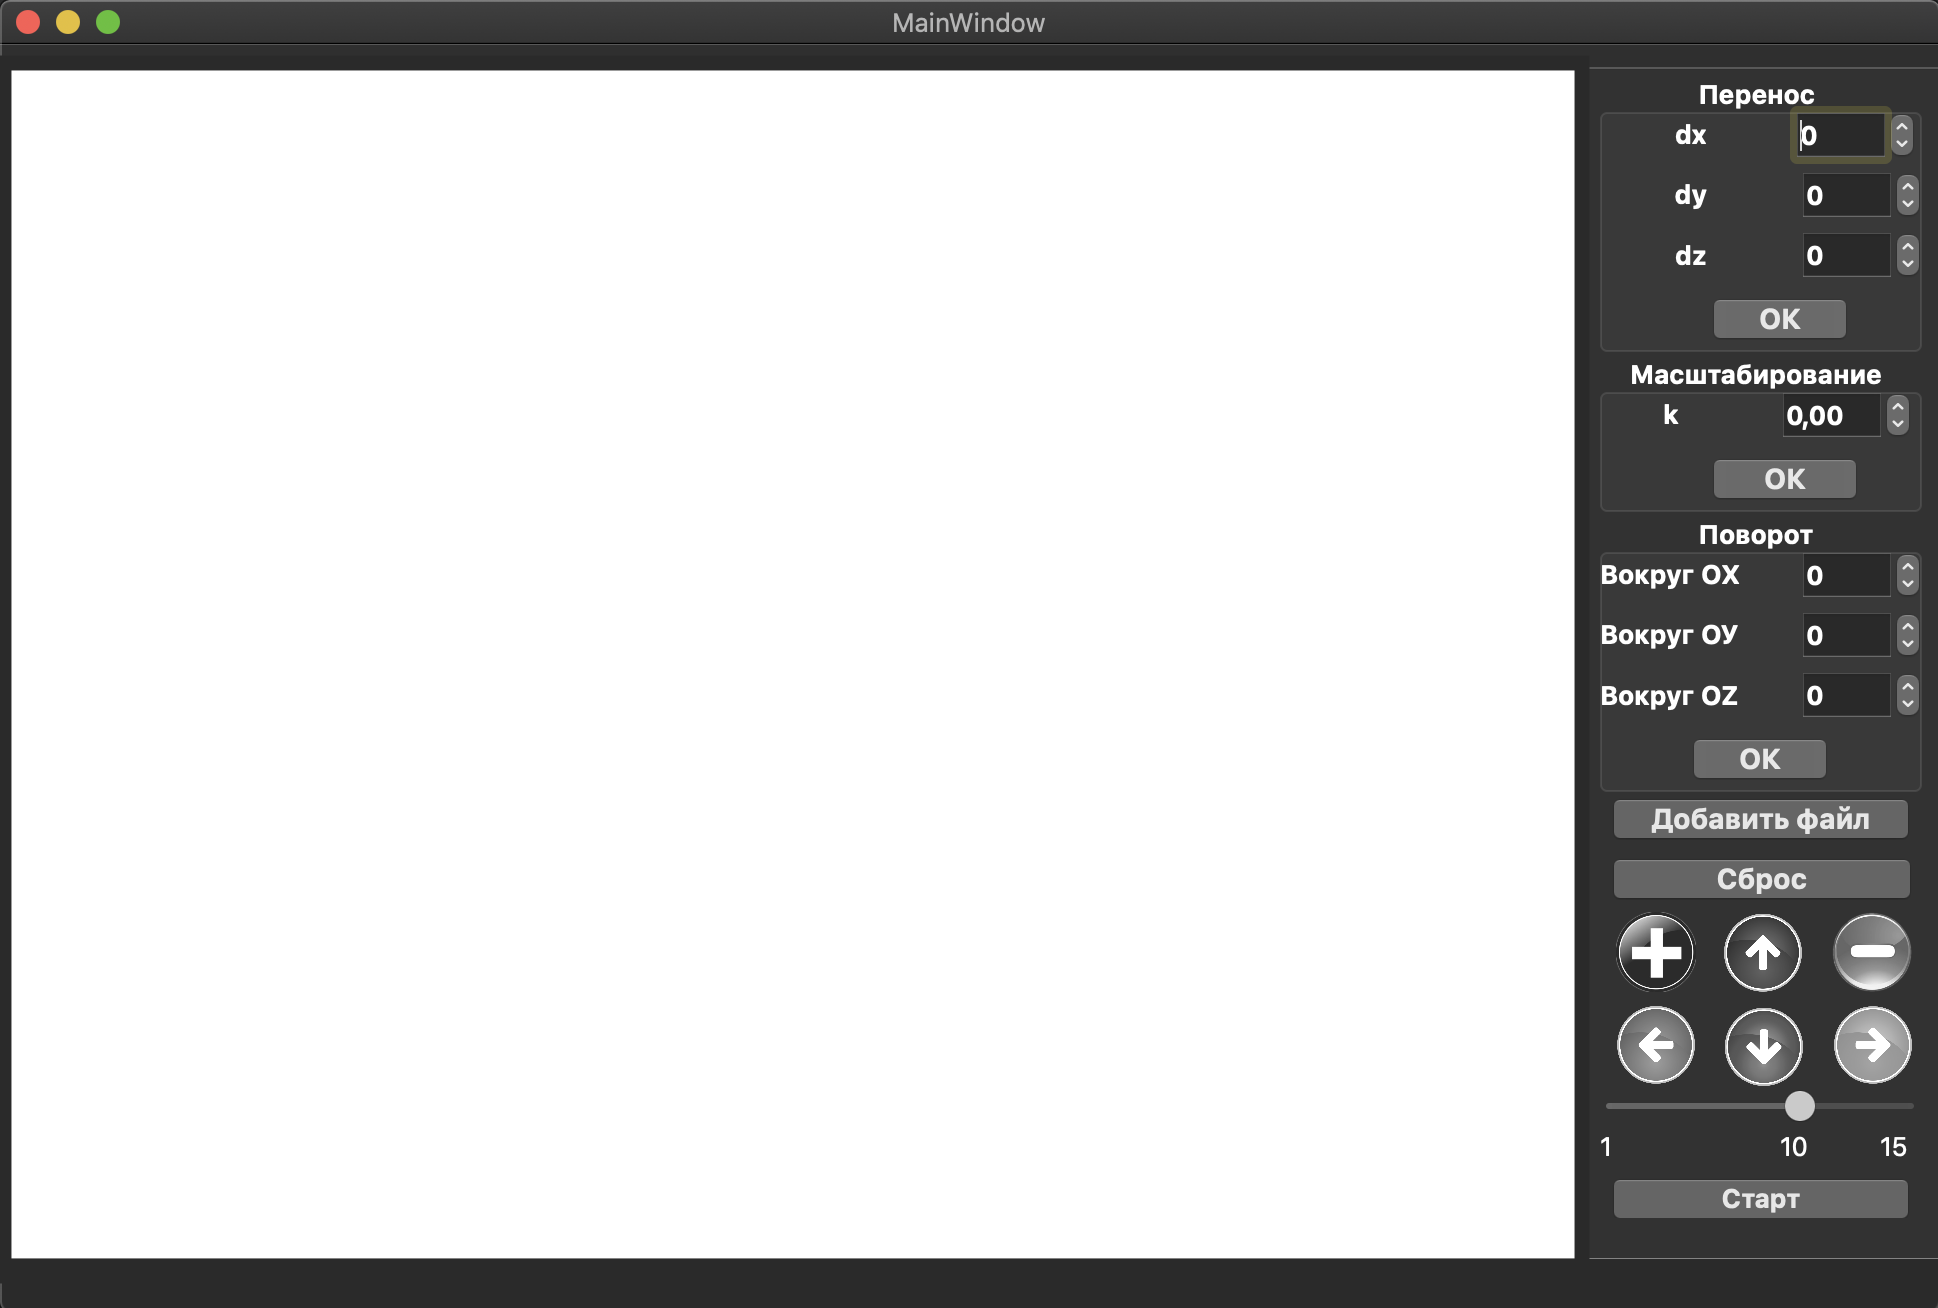 MainWindow
Перенос
dx 0
dy 0
dz 0
OK
Масштабирование
k 0,00
OK
Поворот
Вокруг OX 0
Вокруг ОУ 0
Вокруг OZ 0
OK
Добавить файл
Сброс
1 10 15
Старт